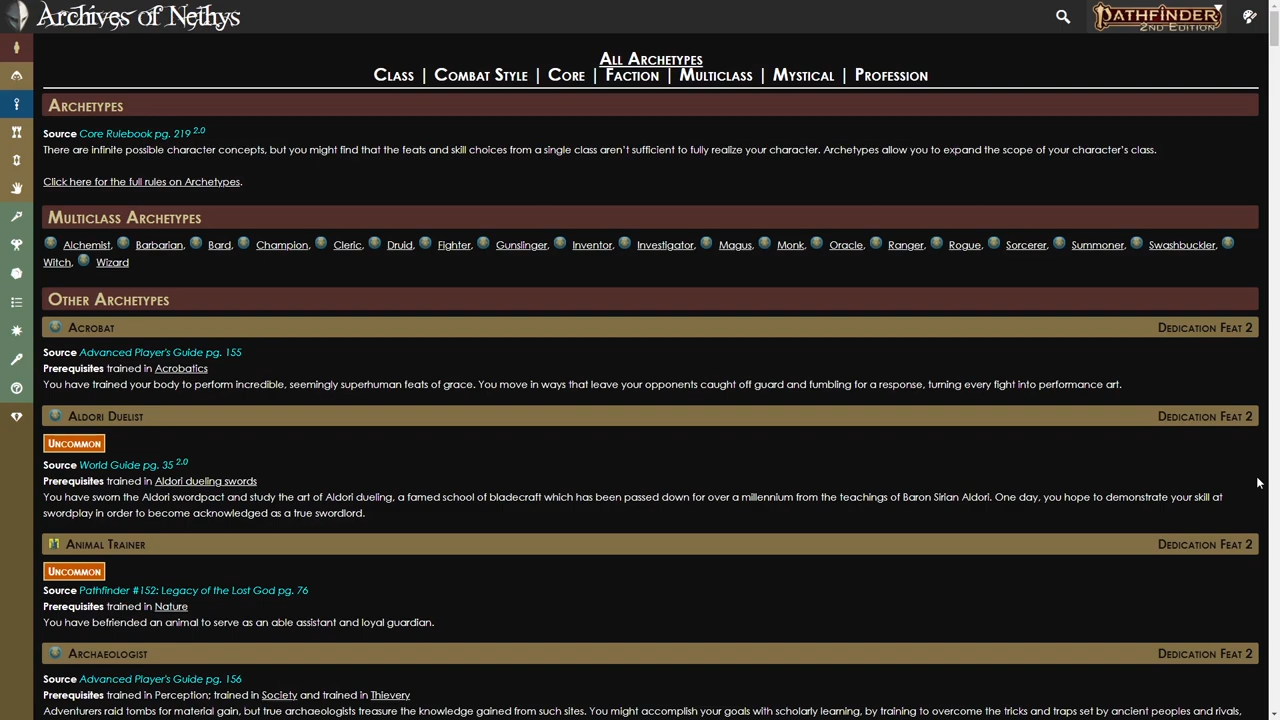 Archives of Nethys
PATHFINDER
2ND EDITION
All Archetypes
Class | Combat Style | Core | Faction | Multiclass | Mystical | Profession
Archetypes
Source Core Rulebook pg. 219 2.0
There are infinite possible character concepts, but you might find that the feats and skill choices from a single class aren't sufficient to fully realize your character. Archetypes allow you to expand the scope of your character's class.
Click here for the full rules on Archetypes.
Multiclass Archetypes
Alchemist, Barbarian, Bard, Champion, Cleric, Druid, Fighter, Gunslinger, Inventor, Investigator, Magus, Monk, Oracle, Ranger, Rogue, Sorcerer, Summoner, Swashbuckler,
Witch, Wizard
Other Archetypes
Acrobat Dedication Feat 2
Source Advanced Player's Guide pg. 155
Prerequisites trained in Acrobatics
You have trained your body to perform incredible, seemingly superhuman feats of grace. You move in ways that leave your opponents caught off guard and fumbling for a response, turning every fight into performance art.
Aldori Duelist Dedication Feat 2
Uncommon
Source World Guide pg. 35 2.0
Prerequisites trained in Aldori dueling swords
You have sworn the Aldori swordpact and study the art of Aldori dueling, a famed school of bladecraft which has been passed down for over a millennium from the teachings of Baron Sirian Aldori. One day, you hope to demonstrate your skill at
swordplay in order to become acknowledged as a true swordlord.
Animal Trainer Dedication Feat 2
Uncommon
Source Pathfinder #152: Legacy of the Lost God pg. 76
Prerequisites trained in Nature
You have befriended an animal to serve as an able assistant and loyal guardian.
Archaeologist Dedication Feat 2
Source Advanced Player's Guide pg. 156
Prerequisites trained in Perception; trained in Society and trained in Thievery
Adventurers raid tombs for material gain, but true archaeologists treasure the knowledge gained from such sites. You might accomplish your goals with scholarly learning, by training to overcome the tricks and traps set by ancient peoples and rivals,